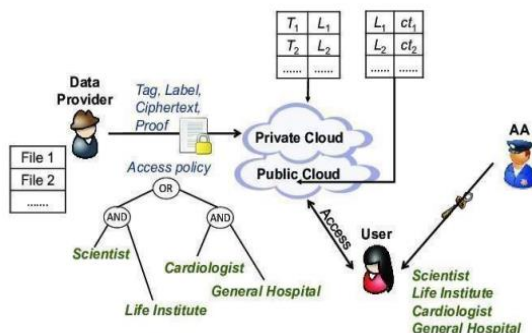 T1 L1
T2 L2
...... ......
L1 ct1
L2 ct2
...... ......
Data
Provider
Tag, Label,
Ciphertext,
Proof
Private Cloud
Public Cloud
AA
File 1
File 2
.......
Access policy
OR
AND
AND
Access
User
Scientist
Cardiologist
Life Institute
General Hospital
Scientist
Life Institute
Cardiologist
General Hospital